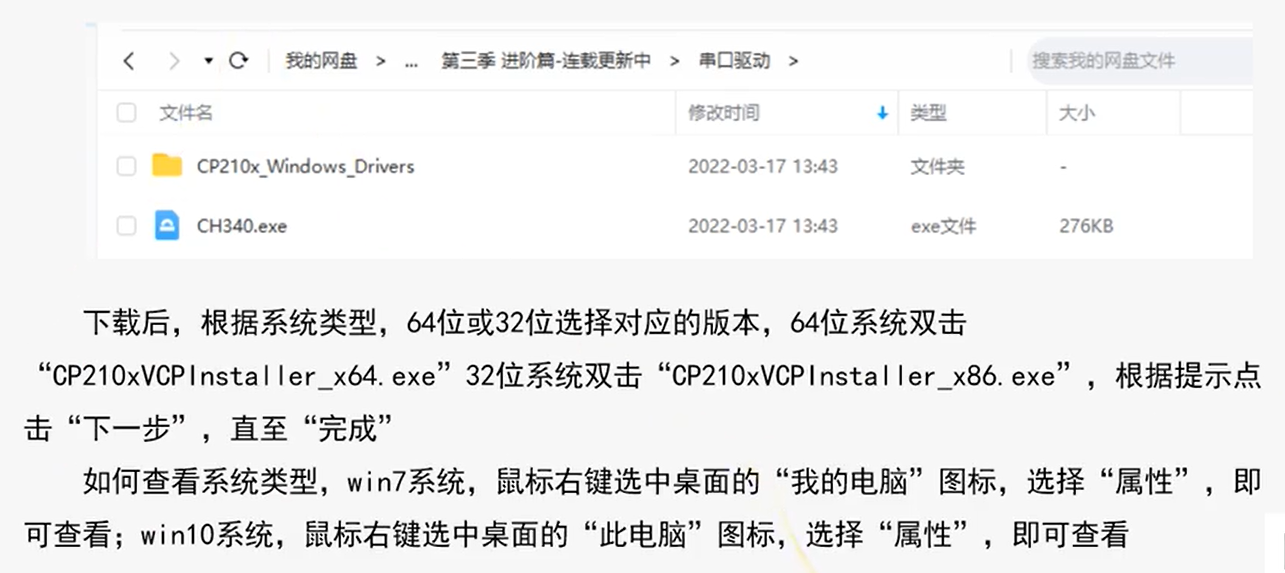 我的网盘 > ... 第三季 进阶篇-连载更新中 > 串口驱动 > 搜索我的网盘文件
文件名 修改时间 类型 大小
CP210x_Windows_Drivers 2022-03-17 13:43 文件夹 -
CH340.exe 2022-03-17 13:43 exe文件 276KB
下载后，根据系统类型，64位或32位选择对应的版本，64位系统双击
“CP210xVCPInstaller_x64.exe”32位系统双击“CP210xVCPInstaller_x86.exe”，根据提示点
击“下一步”，直至“完成”
如何查看系统类型，win7系统，鼠标右键选中桌面的“我的电脑”图标，选择“属性”，即
可查看；win10系统，鼠标右键选中桌面的“此电脑”图标，选择“属性”，即可查看